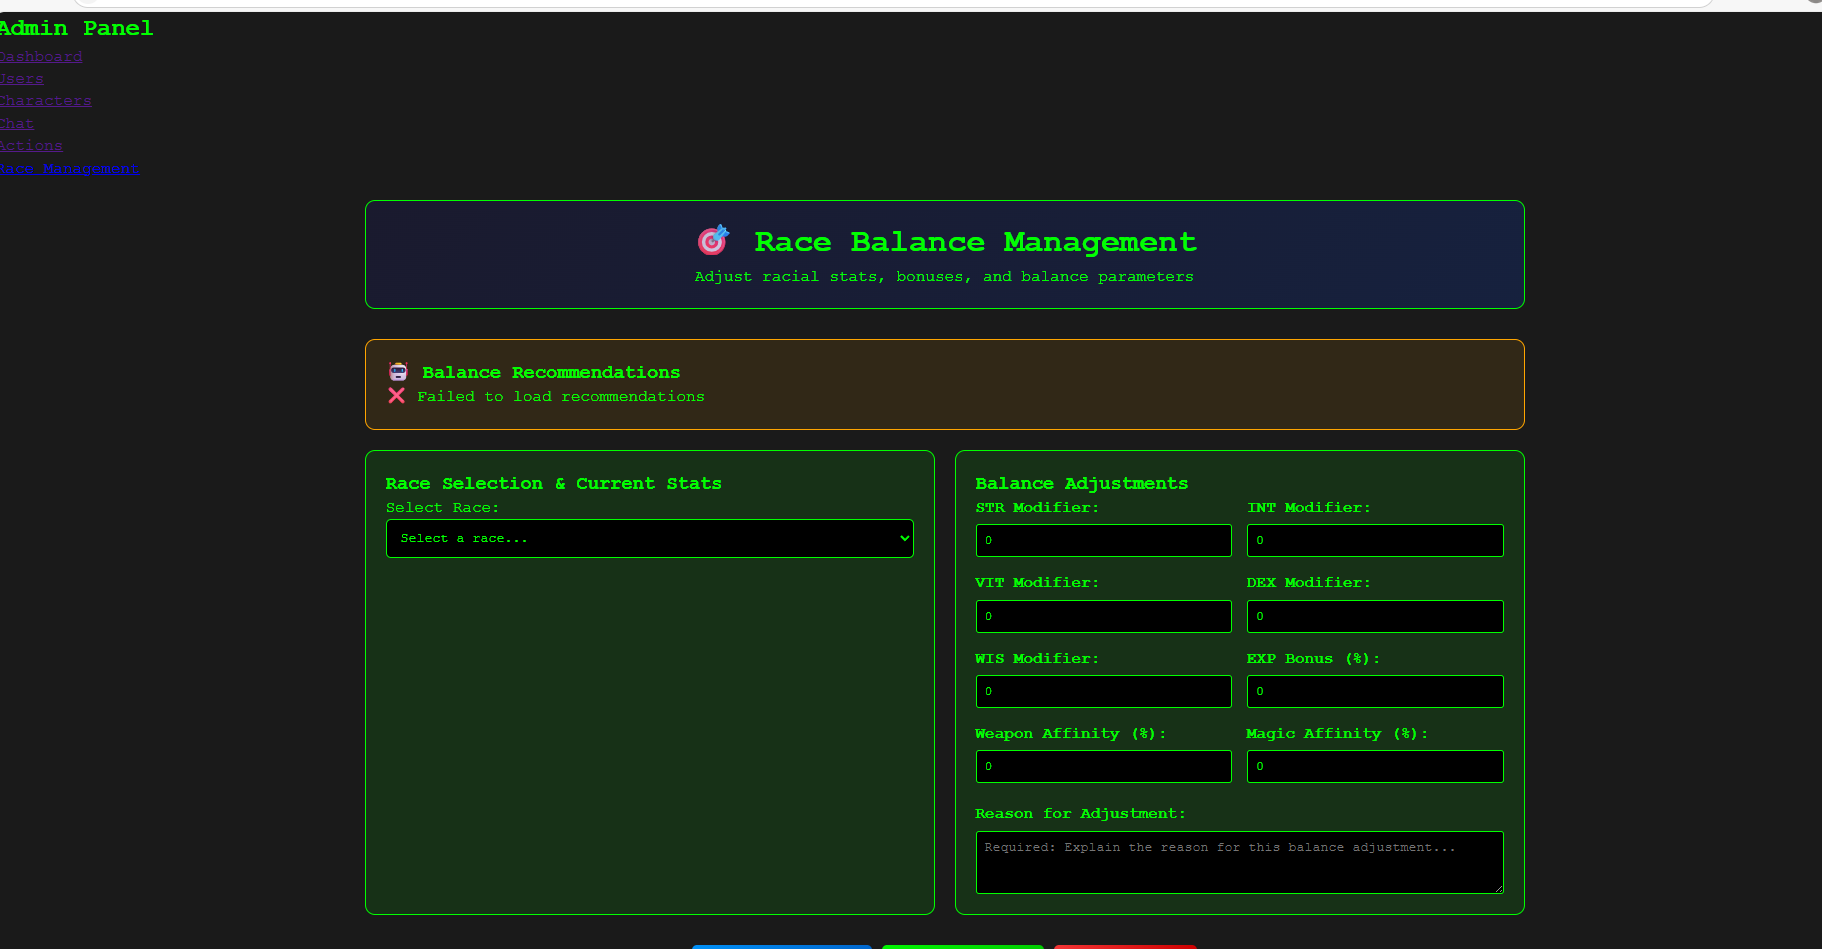 Admin Panel
Dashboard
Users
Characters
Chat
Actions
Race Management
Race Balance Management
Adjust racial stats, bonuses, and balance parameters
Balance Recommendations
Failed to load recommendations
Race Selection & Current Stats
Select Race:
Select a race...
Balance Adjustments
STR Modifier:
INT Modifier:
0
0
VIT Modifier:
DEX Modifier:
0
0
WIS Modifier:
EXP Bonus (%):
0
0
Weapon Affinity (%):
Magic Affinity (%):
0
0
Reason for Adjustment:
Required: Explain the reason for this balance adjustment...